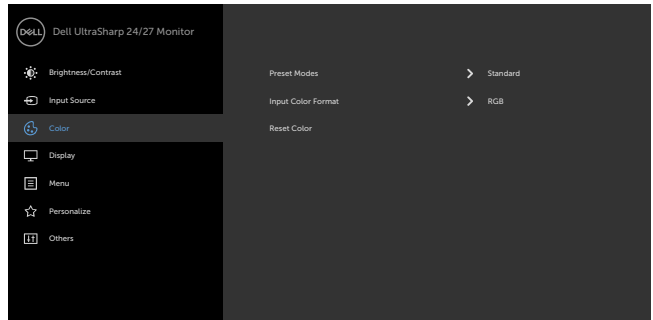 DELL Dell UltraSharp 24/27 Monitor
Brightness/Contrast
Preset Modes Standard
Input Source
Input Color Format RGB
Color
Reset Color
Display
Menu
Personalize
Others